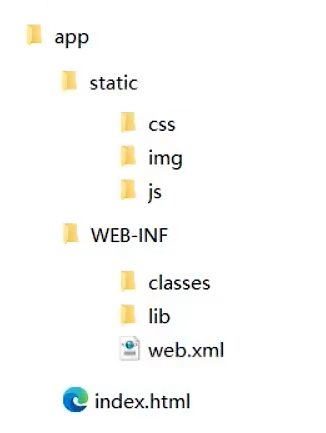 app
static
css
img
js
WEB-INF
classes
lib
web.xml
index.html